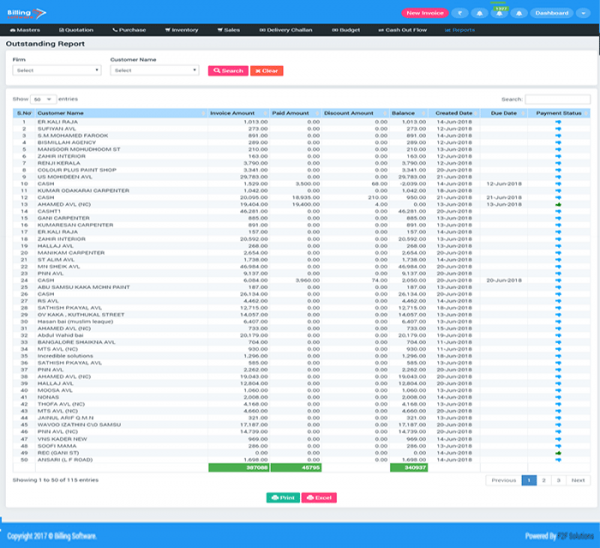 Billing
New Invoice ₹ Dashboard
Masters Quotation Purchase Inventory Sales Delivery Challan Budget Cash Out Flow Reports
Outstanding Report
Firm Customer Name
Select Select Search Clear
Show 50 entries Search:
S.No Customer Name Invoice Amount Paid Amount Discount Amount Balance Created Date Due Date Payment Status
1 ER.KALI RAJA 1,013.00 0.00 0.00 1,013.00 14-Jun-2018
2 SUFIYAN AVL 273.00 0.00 0.00 273.00 12-Jun-2018
3 S.M.MOHAMED FAROOK 891.00 0.00 0.00 891.00 14-Jun-2018
4 BISMILLAH AGENCY 289.00 0.00 0.00 289.00 12-Jun-2018
5 MANSOOR MOHUDHOOM ST 210.00 0.00 0.00 210.00 13-Jun-2018
6 ZAHIR INTERIOR 163.00 0.00 0.00 163.00 12-Jun-2018
7 RENJI KERALA 3,790.00 0.00 0.00 3,790.00 12-Jun-2018
8 COLOUR PLUS PAINT SHOP 3,341.00 0.00 0.00 3,341.00 20-Jun-2018
9 US MOHIDEEN AVL 29,783.00 0.00 0.00 29,783.00 21-Jun-2018
10 CASH 1,529.00 3,500.00 68.00 -2,039.00 14-Jun-2018 12-Jun-2018
11 KUMAR ODAKARAI CARPENTER 1,042.00 0.00 0.00 1,042.00 18-Jun-2018
12 CASH 20,095.00 18,935.00 210.00 950.00 21-Jun-2018 21-Jun-2018
13 AHAMED AVL (NC) 19,404.00 19,400.00 4.00 0.00 13-Jun-2018 13-Jun-2018
14 CASHT1 46,281.00 0.00 0.00 46,281.00 20-Jun-2018
15 GANI CARPENTER 885.00 0.00 0.00 885.00 13-Jun-2018
16 KUMARESAN CARPENTER 891.00 0.00 0.00 891.00 13-Jun-2018
17 ER.KALI RAJA 157.00 0.00 0.00 157.00 14-Jun-2018
18 ZAHIR INTERIOR 20,592.00 0.00 0.00 20,592.00 13-Jun-2018
19 HALLAJ AVL 268.00 0.00 0.00 268.00 13-Jun-2018
20 MANIKAM CARPENTER 2,654.00 0.00 0.00 2,654.00 20-Jun-2018
21 ST ALIM AVL 1,738.00 0.00 0.00 1,738.00 14-Jun-2018
22 MN SHEIK AVL 46,984.00 0.00 0.00 46,984.00 20-Jun-2018
23 PNN AVL 9,137.00 0.00 0.00 9,137.00 20-Jun-2018
24 CASH 6,084.00 3,960.00 74.00 2,050.00 20-Jun-2018 20-Jun-2018
25 ABU SAMSU KAKA MOHN PAINT 187.00 0.00 0.00 187.00 12-Jun-2018
26 CASH 26,134.00 0.00 0.00 26,134.00 20-Jun-2018
27 RS AVL 4,462.00 0.00 0.00 4,462.00 14-Jun-2018
28 SATHISH PKAYAL AVL 12,715.00 0.00 0.00 12,715.00 18-Jun-2018
29 GV KAKA , KUTHUKAL STREET 14,057.00 0.00 0.00 14,057.00 13-Jun-2018
30 Hasen bai (muslim league) 6,407.00 0.00 0.00 6,407.00 13-Jun-2018
31 AHAMED AVL (NC) 733.00 0.00 0.00 733.00 13-Jun-2018
32 Abdul Wahid bai 20,179.00 0.00 0.00 20,179.00 19-Jun-2018
33 BANGALORE SHAIKNA AVL 704.00 0.00 0.00 704.00 11-Jun-2018
34 MTS AVL (NC) 930.00 0.00 0.00 930.00 11-Jun-2018
35 Incredible solutions 1,296.00 0.00 0.00 1,296.00 18-Jun-2018
36 SATHISH PKAYAL AVL 585.00 0.00 0.00 585.00 13-Jun-2018
37 PNN AVL 2,262.00 0.00 0.00 2,262.00 20-Jun-2018
38 AHAMED AVL (NC) 19,043.00 0.00 0.00 19,043.00 20-Jun-2018
39 HALLAJ AVL 12,804.00 0.00 0.00 12,804.00 20-Jun-2018
40 MOGSA AVL 1,060.00 0.00 0.00 1,060.00 13-Jun-2018
41 NGNAS 2,008.00 0.00 0.00 2,008.00 14-Jun-2018
42 THOFA AVL (NC) 4,168.00 0.00 0.00 4,168.00 13-Jun-2018
43 MTS AVL (NC) 4,660.00 0.00 0.00 4,660.00 20-Jun-2018
44 JAINUL ARIF Q.M.N 321.00 0.00 0.00 321.00 13-Jun-2018
45 WAVOO IZATHIN C\O SAMSU 17,187.00 0.00 0.00 17,187.00 20-Jun-2018
46 PNN AVL (NC) 14,739.00 0.00 0.00 14,739.00 20-Jun-2018
47 VNS KADER NEW 969.00 0.00 0.00 969.00 14-Jun-2018
48 SOOFI MAMA 286.00 0.00 0.00 286.00 13-Jun-2018
49 REC (GANI ST) 0.00 0.00 0.00 0.00 14-Jun-2018
50 ANSARI (L F ROAD) 1,698.00 0.00 0.00 1,698.00 14-Jun-2018
387088 45795 340937
Showing 1 to 50 of 115 entries Previous 1 2 3 Next
Print Excel
Copyright 2017 © Billing Software. Powered By F2F Solutions